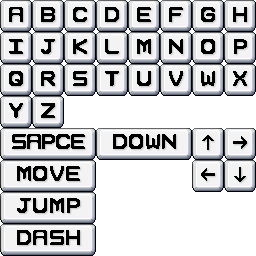 A B C D E F G H
I J K L M N O P
Q R S T U V W X
Y Z
SAPCE DOWN ↑ →
MOVE ← ↓
JUMP
DASH